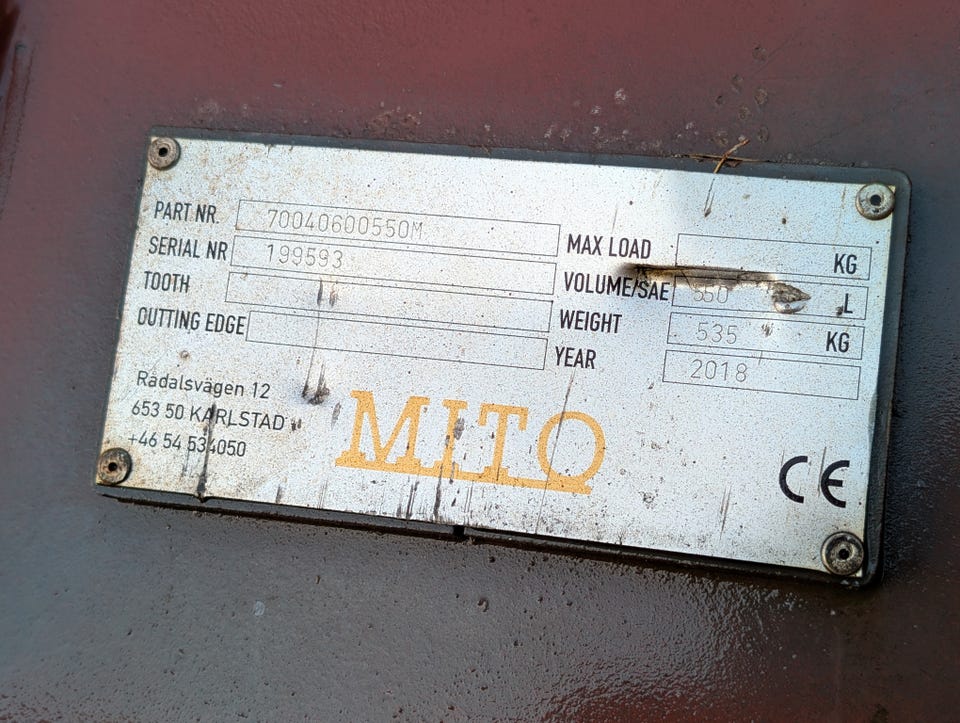 PART NR 70040600550M
SERIAL NR 199593
TOOTH
CUTTING EDGE
MAX LOAD KG
VOLUME/SAE 550 L
WEIGHT 535 KG
YEAR 2018
Rådalsvägen 12
653 50 KARLSTAD
+46 54 534050
MITO
CE